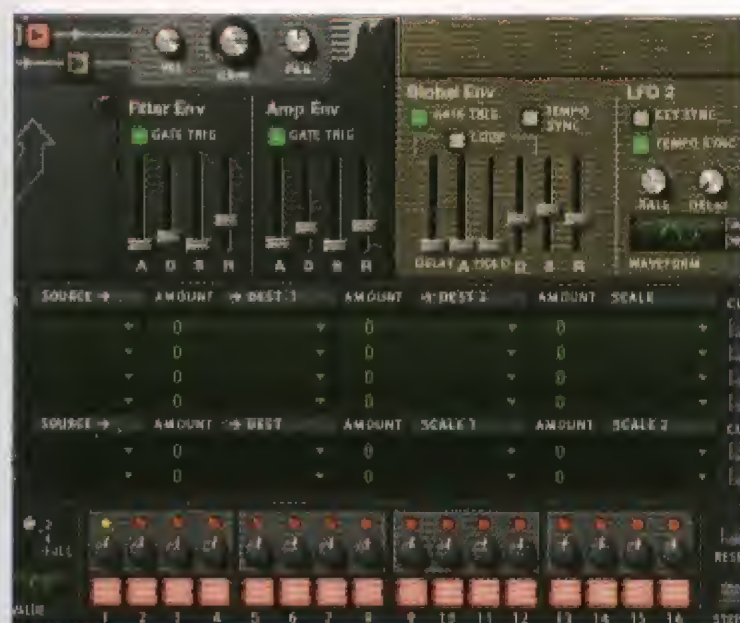 Filter Env
Amp Env
Global Env
LFO 2
GATE TRIG
GATE TRIG
GATE TRIG
LOOP
TEMPO SYNC
KEY SYNC
TEMPO SYNC
RATE DELAY
WAVEFORM
A D S R
A D S R
DELAY A HOLD D S R
SOURCE → AMOUNT → DEST 1 AMOUNT → DEST 2 AMOUNT SCALE
0 0 0
0 0 0
0 0 0
0 0 0
SOURCE → AMOUNT → DEST AMOUNT SCALE 1 AMOUNT SCALE 2
0 0 0
0 0 0
2
4
FULL
VALUE
1 2 3 4 5 6 7 8 9 10 11 12 13 14 15 16